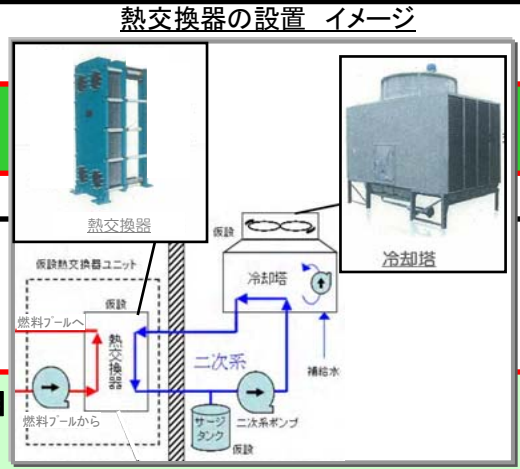 熱交換器の設置 イメージ
熱交換器
冷却塔
仮設
仮設熱交換器ユニット
冷却塔
仮設
燃料プールへ
熱交換器
二次系
補給水
燃料プールから
サージ
タンク
二次系ポンプ
仮設